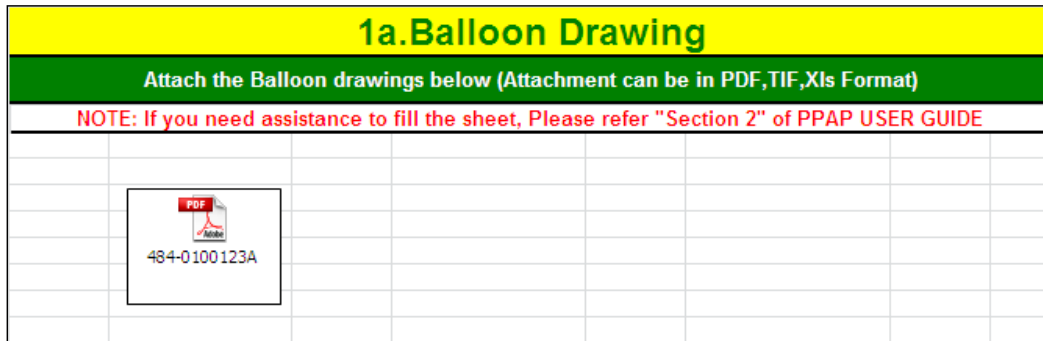 1a.Balloon Drawing
Attach the Balloon drawings below (Attachment can be in PDF,TIF,Xls Format)
NOTE: If you need assistance to fill the sheet, Please refer "Section 2" of PPAP USER GUIDE
PDF
Adobe
484-0100123A